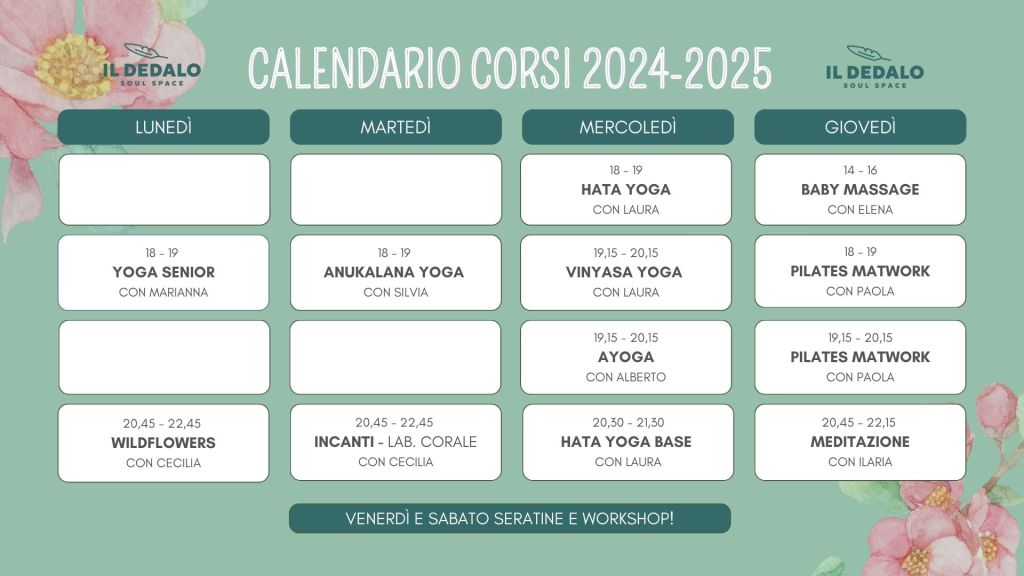 IL DEDALO
SOUL SPACE
CALENDARIO CORSI 2024-2025
IL DEDALO
SOUL SPACE
LUNEDÌ
MARTEDÌ
MERCOLEDÌ
GIOVEDÌ
18 - 19
HATA YOGA
CON LAURA
14 - 16
BABY MASSAGE
CON ELENA
18 - 19
YOGA SENIOR
CON MARIANNA
18 - 19
ANUKALANA YOGA
CON SILVIA
19,15 - 20,15
VINYASA YOGA
CON LAURA
18 - 19
PILATES MATWORK
CON PAOLA
19,15 - 20,15
AYOGA
CON ALBERTO
19,15 - 20,15
PILATES MATWORK
CON PAOLA
20,45 - 22,45
WILDFLOWERS
CON CECILIA
20,45 - 22,45
INCANTI - LAB. CORALE
CON CECILIA
20,30 - 21,30
HATA YOGA BASE
CON LAURA
20,45 - 22,15
MEDITAZIONE
CON ILARIA
VENERDÌ E SABATO SERATINE E WORKSHOP!